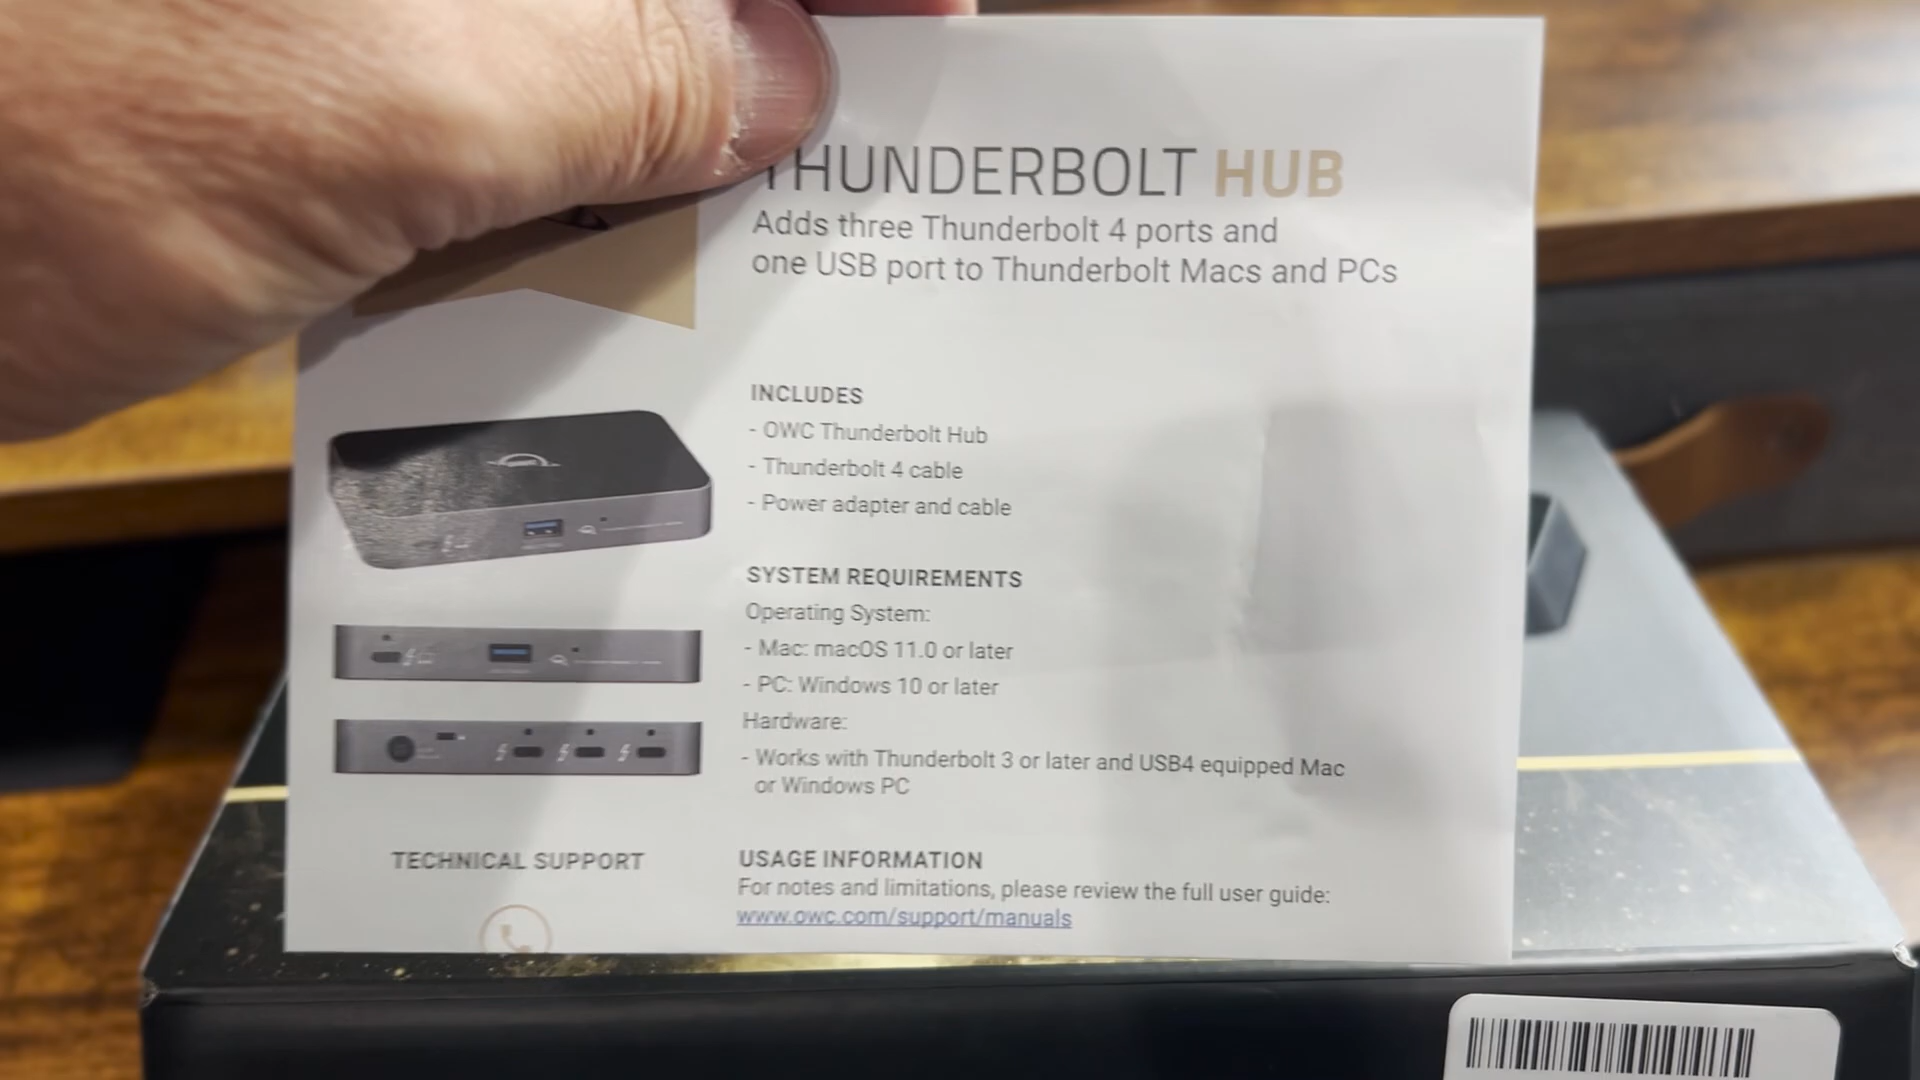 THUNDERBOLT HUB
Adds three Thunderbolt 4 ports and
one USB port to Thunderbolt Macs and PCs
INCLUDES
- OWC Thunderbolt Hub
- Thunderbolt 4 cable
- Power adapter and cable
SYSTEM REQUIREMENTS
Operating System:
- Mac: macOS 11.0 or later
- PC: Windows 10 or later
Hardware:
- Works with Thunderbolt 3 or later and USB4 equipped Mac
or Windows PC
TECHNICAL SUPPORT
USAGE INFORMATION
For notes and limitations, please review the full user guide:
www.owc.com/support/manuals